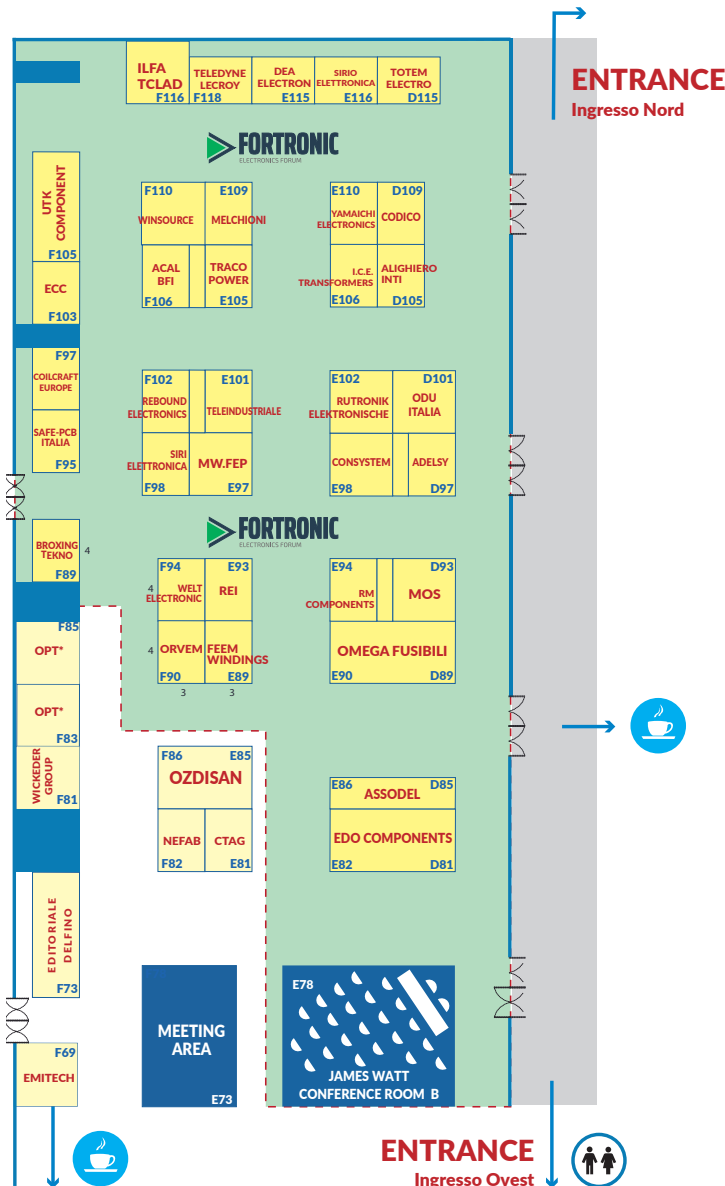 ENTRANCE
Ingresso Nord
ILFA
TCLAD
F116
TELEDYNE
LECROY
F118
DEA
ELECTRON
E115
SIRIO
ELETTRONICA
E116
TOTEM
ELECTRO
D115
FORTRONIC
ELECTRONICS FORUM
UTK
COMPONENT
F105
ECC
F103
F110
WINSOURCE
E109
MELCHIONI
E110
YAMAICHI
ELECTRONICS
D109
CODICO
ACAL
BFI
F106
TRACO
POWER
E105
I.C.E.
TRANSFORMERS
E106
ALIGHIERO
INTI
D105
F97
COILCRAFT
EUROPE
SAFE-PCB
ITALIA
F95
F102
REBOUND
ELECTRONICS
E101
TELEINDUSTRIALE
E102
RUTRONIK
ELEKTRONISCHE
D101
ODU
ITALIA
SIRI
ELETTRONICA
F98
MW.FEP
E97
CONSYSTEM
E98
ADELSY
D97
FORTRONIC
ELECTRONICS FORUM
BROXING
TEKNO
F89
4
F94
4
WELT
ELECTRONIC
E93
REI
E94
RM
COMPONENTS
D93
MOS
4
ORVEM
F90
3
FEEM
WINDINGS
E89
3
OMEGA FUSIBILI
E90
D89
F85
OPT*
OPT*
F83
WICKEDER
GROUP
F81
F86
E85
OZDISAN
NEFAB
F82
CTAG
E81
E86
D85
ASSODEL
EDO COMPONENTS
E82
D81
EDITORIALE
DELFINO
F73
F69
EMITECH
MEETING
AREA
E73
E78
JAMES WATT
CONFERENCE ROOM B
ENTRANCE
Ingresso Ovest